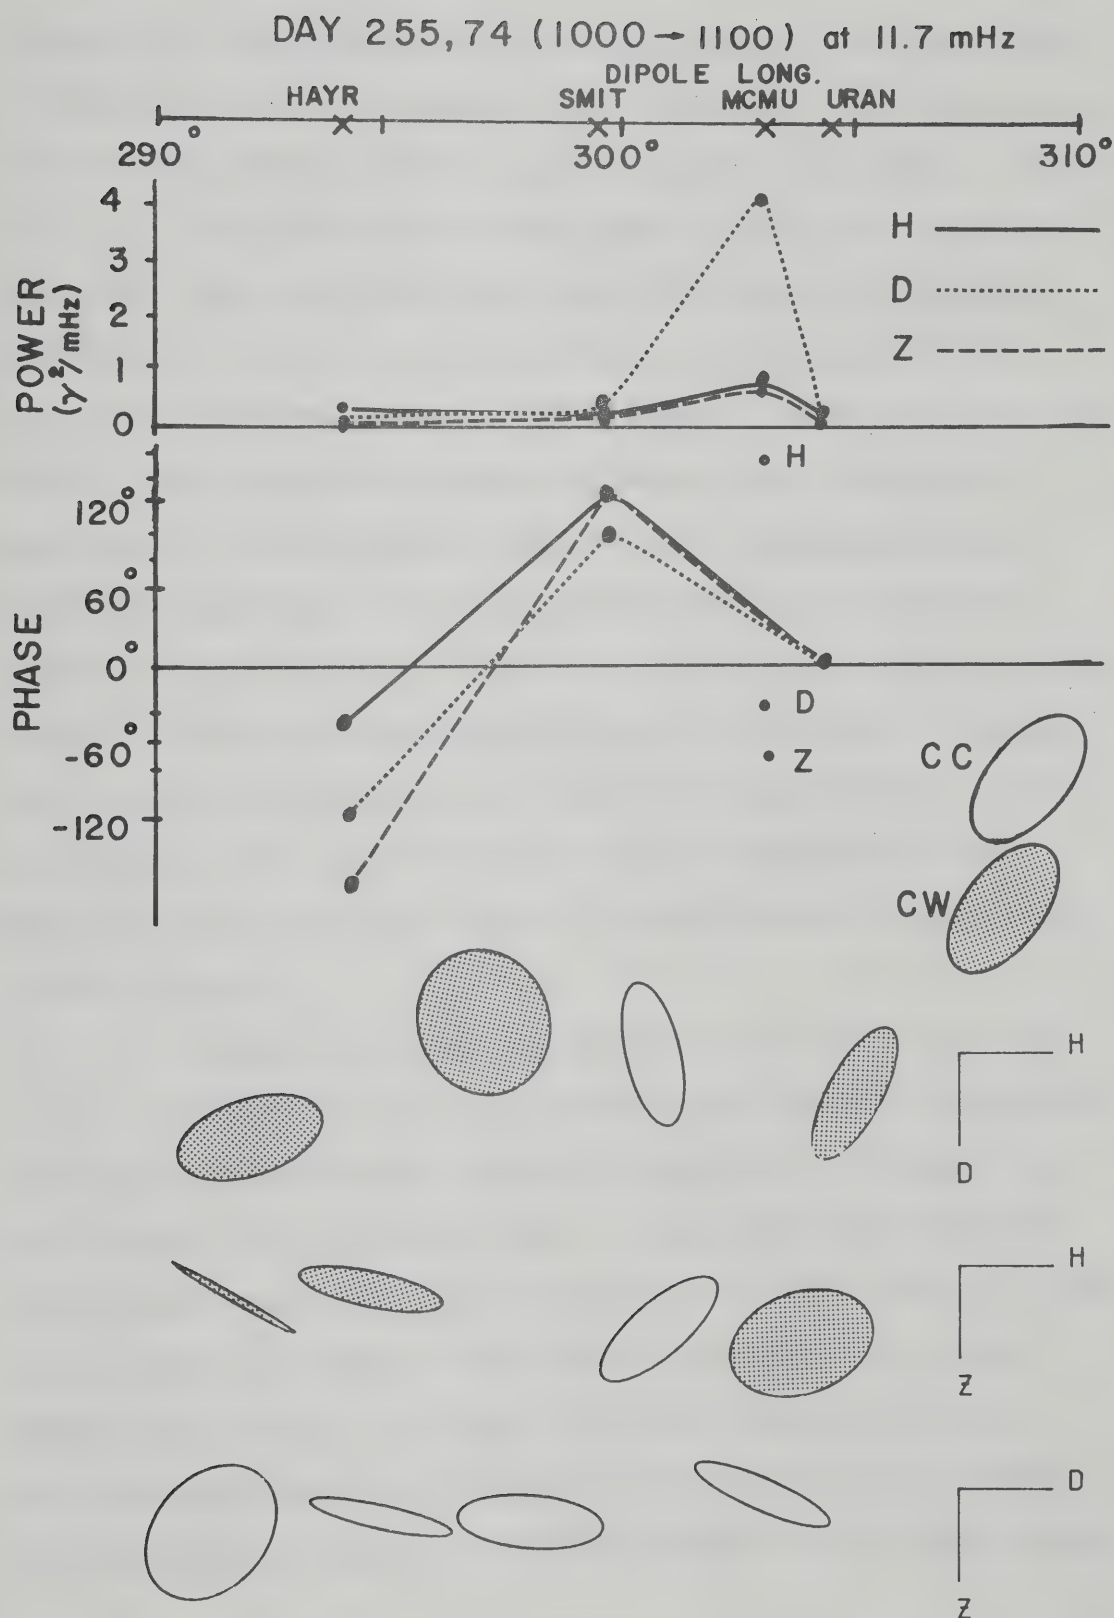 DAY 255,74 (1000→1100) at 11.7 mHz
DIPOLE LONG.
HAYR SMIT MCMU URAN
290° 300° 310°
4
3
2
1
0
POWER
(γ²/mHz)
H
D
Z
H
120°
60°
0°
-60°
-120
PHASE
D
Z
CC
CW
H
D
H
Z
D
Z